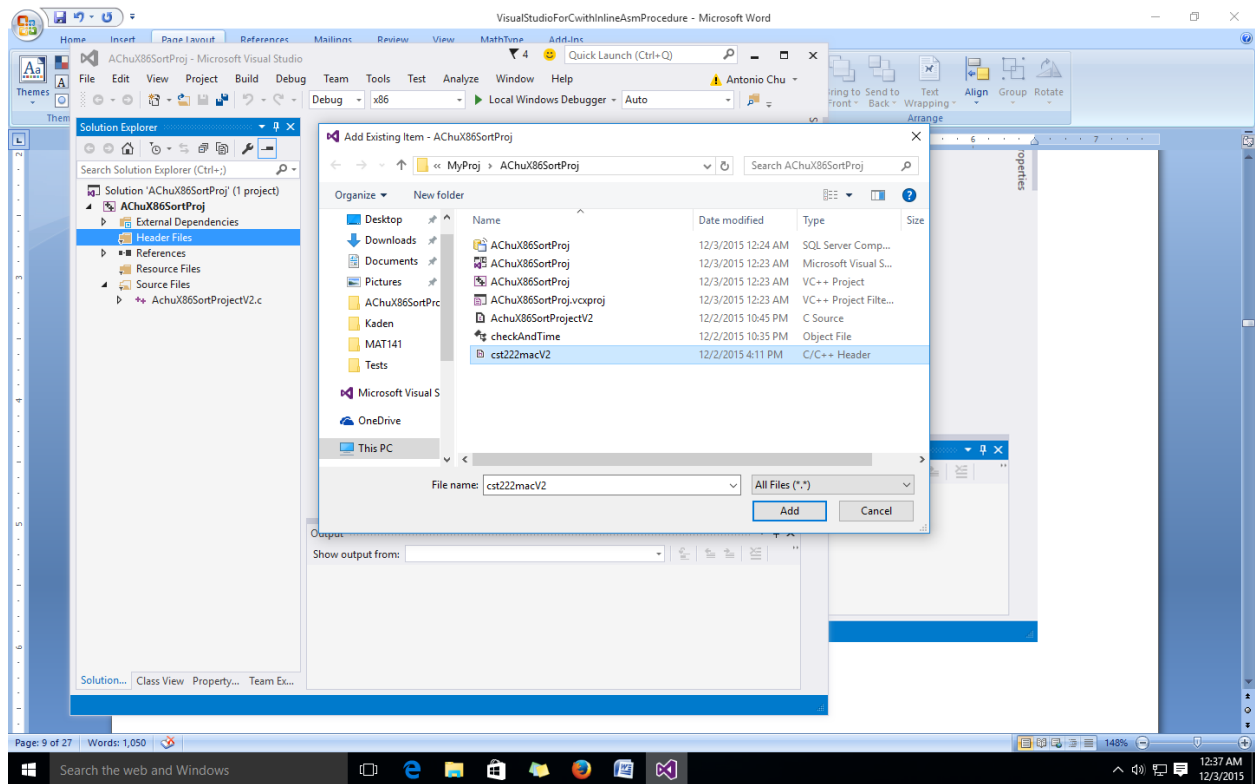 VisualStudioForCwithInlineAsmProcedure - Microsoft Word
Home Insert Page Layout References Mailings Review View MathType Add-Ins
Themes
Aa
A
Them
Bring to Front
Send to Back
Text Wrapping
Align
Group
Rotate
Arrange
AChuX86SortProj - Microsoft Visual Studio
4
Quick Launch (Ctrl+Q)
File Edit View Project Build Debug Team Tools Test Analyze Window Help
Antonio Chu
Debug x86 Local Windows Debugger Auto
Solution Explorer
Search Solution Explorer (Ctrl+;)
Solution 'AChuX86SortProj' (1 project)
AChuX86SortProj
External Dependencies
Header Files
References
Resource Files
Source Files
AchuX86SortProjectV2.c
Add Existing Item - AChuX86SortProj
« MyProj › AChuX86SortProj
Search AChuX86SortProj
Organize New folder
Desktop
Downloads
Documents
Pictures
AChuX86SortPrc
Kaden
MAT141
Tests
Microsoft Visual S
OneDrive
This PC
Name Date modified Type Size
AChuX86SortProj 12/3/2015 12:24 AM SQL Server Comp...
AChuX86SortProj 12/3/2015 12:23 AM Microsoft Visual S...
AChuX86SortProj 12/3/2015 12:23 AM VC++ Project
AChuX86SortProj.vcxproj 12/3/2015 12:23 AM VC++ Project Filte...
AchuX86SortProjectV2 12/2/2015 10:45 PM C Source
checkAndTime 12/2/2015 10:35 PM Object File
cst222macV2 12/2/2015 4:11 PM C/C++ Header
File name: cst222macV2
All Files (*.*)
Add Cancel
operties
6 7
Output
Show output from:
Solution... Class View Property... Team Ex...
Page: 9 of 27 Words: 1,050
148%
Search the web and Windows
12:37 AM
12/3/2015